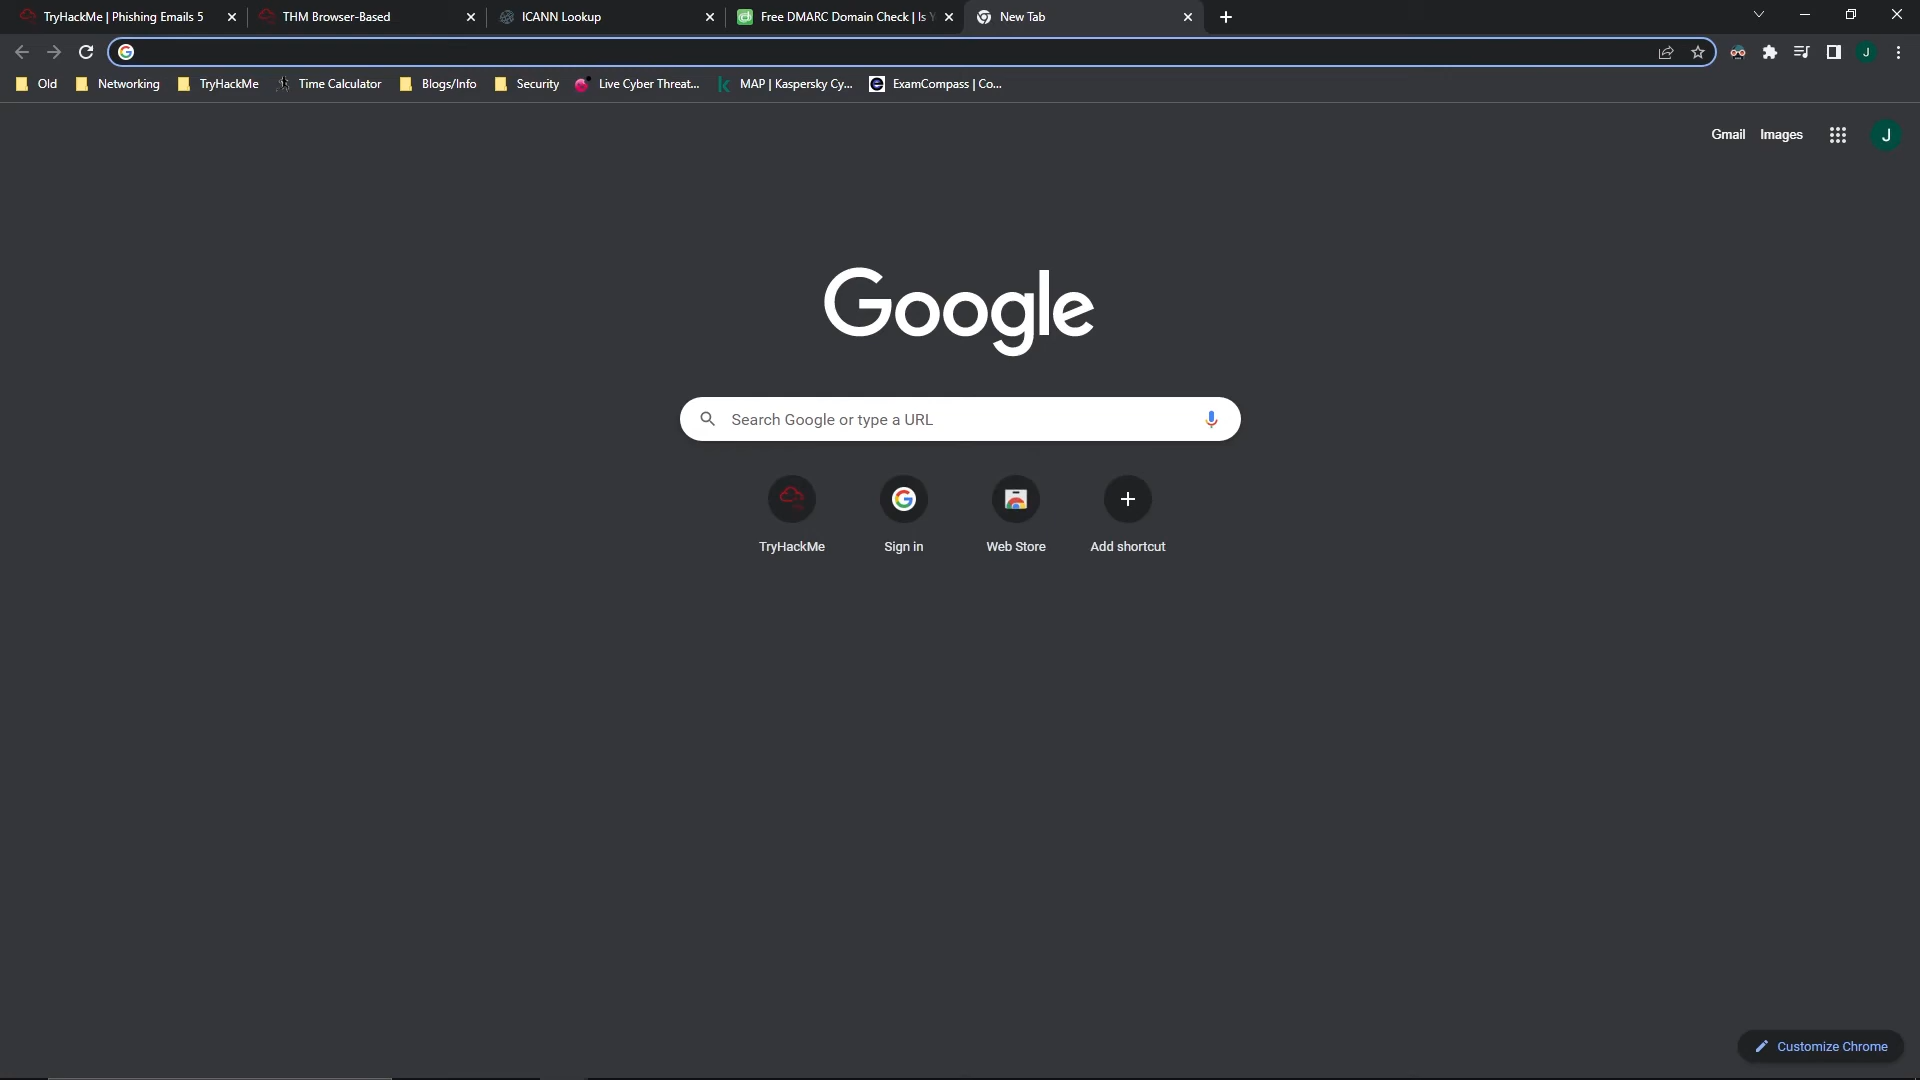 TryHackMe | Phishing Emails 5
THM Browser-Based
ICANN Lookup
Free DMARC Domain Check | Is Y
New Tab
Old
Networking
TryHackMe
Time Calculator
Blogs/Info
Security
Live Cyber Threat...
MAP | Kaspersky Cy...
ExamCompass | Co...
J
Gmail
Images
J
Google
Search Google or type a URL
TryHackMe
Sign in
Web Store
Add shortcut
Customize Chrome